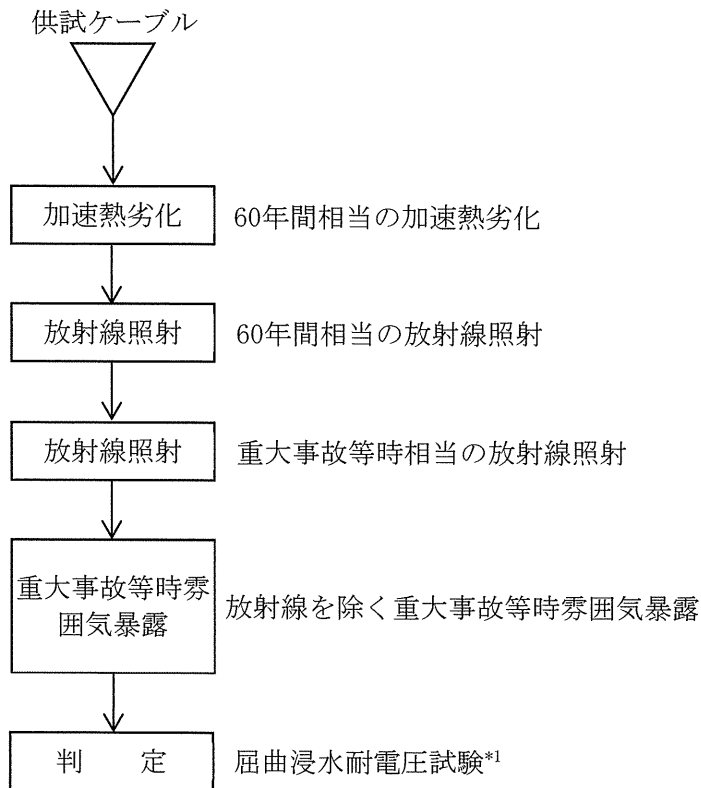 供試ケーブル
加速熱劣化 60年間相当の加速熱劣化
放射線照射 60年間相当の放射線照射
放射線照射 重大事故等時相当の放射線照射
重大事故等時雰
囲気暴露
放射線を除く重大事故等時雰囲気暴露
判 定 屈曲浸水耐電圧試験*1